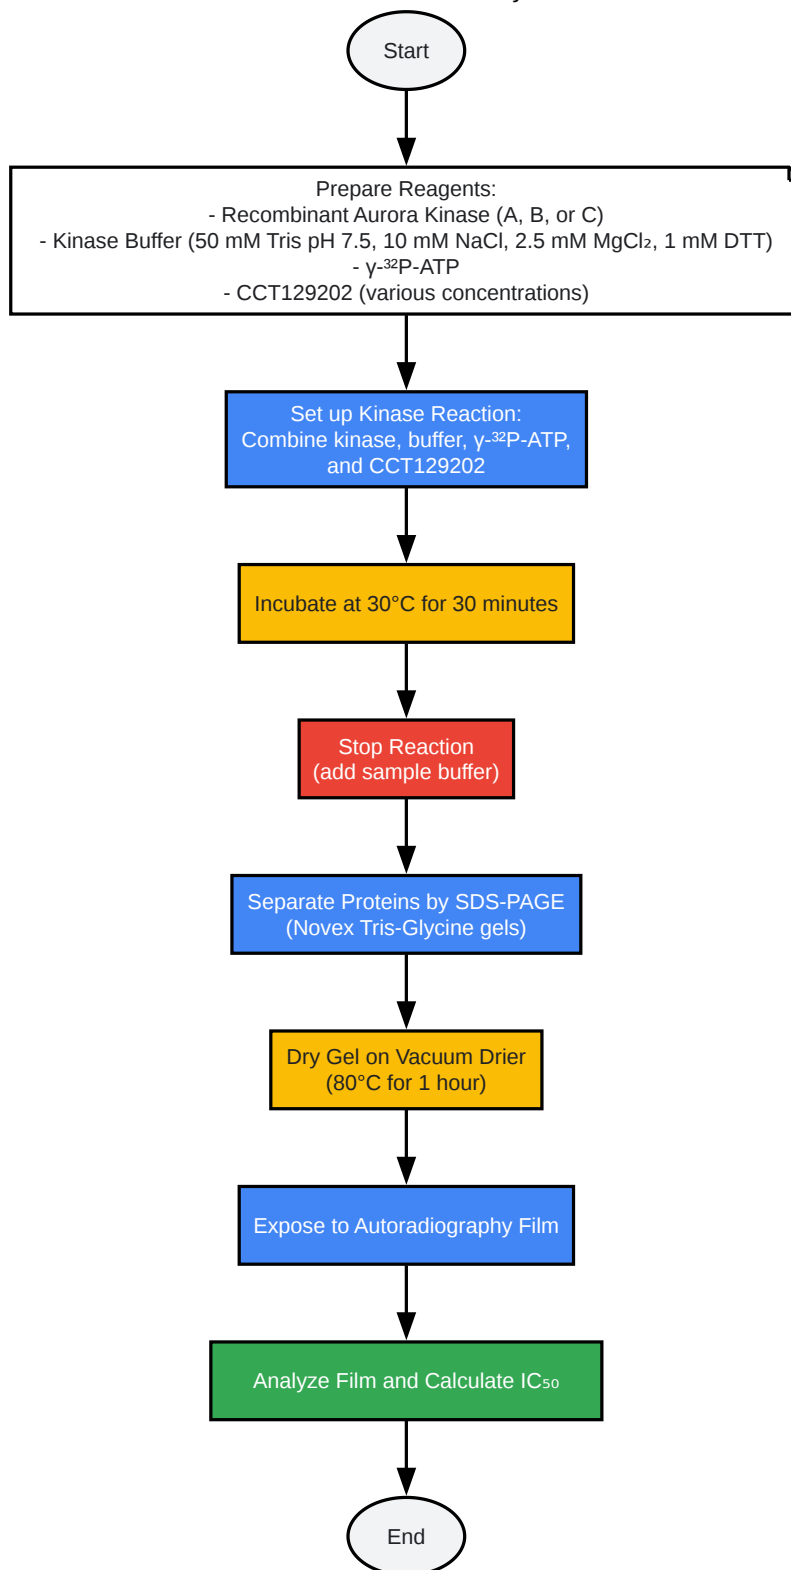 Start
Prepare Reagents:
- Recombinant Aurora Kinase (A, B, or C)
- Kinase Buffer (50 mM Tris pH 7.5, 10 mM NaCl, 2.5 mM MgCl₂, 1 mM DTT)
- γ-³²P-ATP
- CCT129202 (various concentrations)
Set up Kinase Reaction:
Combine kinase, buffer, γ-³²P-ATP,
and CCT129202
Incubate at 30°C for 30 minutes
Stop Reaction
(add sample buffer)
Separate Proteins by SDS-PAGE
(Novex Tris-Glycine gels)
Dry Gel on Vacuum Drier
(80°C for 1 hour)
Expose to Autoradiography Film
Analyze Film and Calculate IC₅₀
End